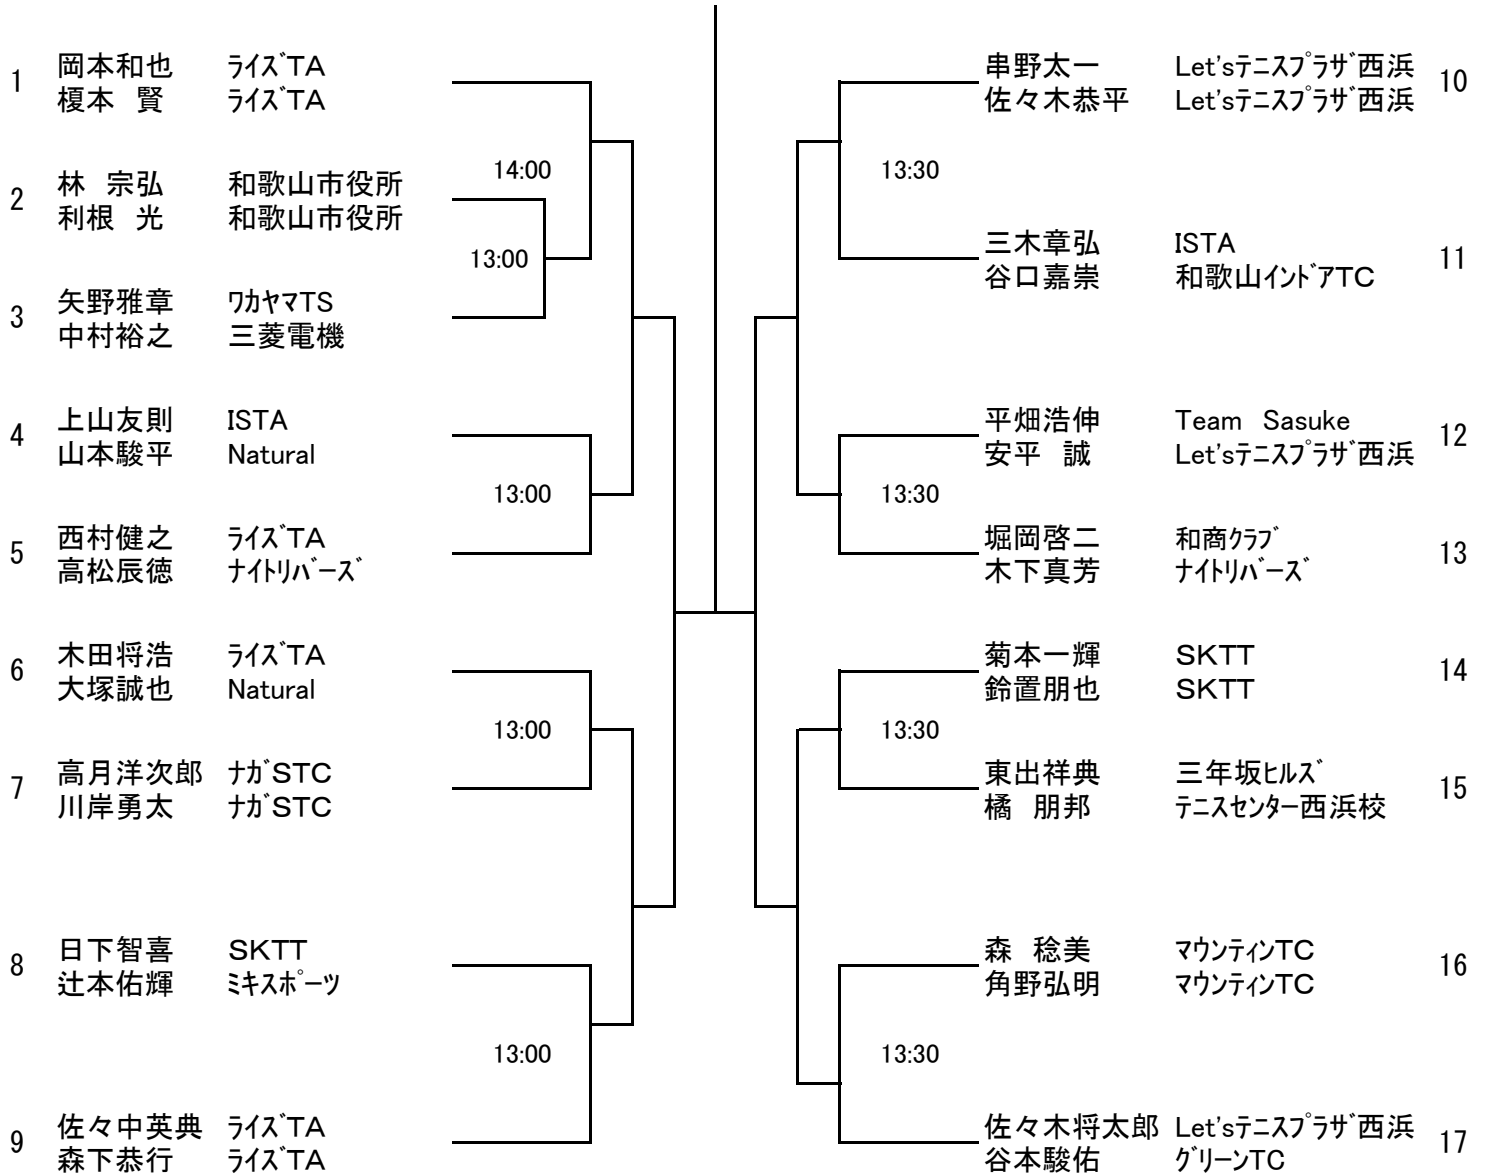 1 岡本和也 ﾗｲｽﾞTA
榎本 賢 ﾗｲｽﾞTA
14:00
2 林 宗弘 和歌山市役所
利根 光 和歌山市役所
13:00
3 矢野雅章 ﾜｶﾔﾏTS
中村裕之 三菱電機
4 上山友則 ISTA
山本駿平 Natural
13:00
5 西村健之 ﾗｲｽﾞTA
高松辰徳 ﾅｲﾄﾘﾊﾞｰｽﾞ
6 木田将浩 ﾗｲｽﾞTA
大塚誠也 Natural
13:00
7 高月洋次郎 ﾅｶﾞSTC
川岸勇太 ﾅｶﾞSTC
8 日下智喜 SKTT
辻本佑輝 ﾐｷｽﾎﾟｰﾂ
13:00
9 佐々中英典 ﾗｲｽﾞTA
森下恭行 ﾗｲｽﾞTA
串野太一 Let'sﾃﾆｽﾌﾟﾗｻﾞ西浜 10
佐々木恭平 Let'sﾃﾆｽﾌﾟﾗｻﾞ西浜
13:30
三木章弘 ISTA 11
谷口嘉崇 和歌山ｲﾝﾄﾞｱTC
平畑浩伸 Team Sasuke 12
安平 誠 Let'sﾃﾆｽﾌﾟﾗｻﾞ西浜
13:30
堀岡啓二 和商ｸﾗﾌﾞ 13
木下真芳 ﾅｲﾄﾘﾊﾞｰｽﾞ
菊本一輝 SKTT 14
鈴置朋也 SKTT
13:30
東出祥典 三年坂ﾋﾙｽﾞ 15
橘 朋邦 ﾃﾆｽｾﾝﾀｰ西浜校
森 稔美 ﾏｳﾝﾃｨﾝTC 16
角野弘明 ﾏｳﾝﾃｨﾝTC
13:30
佐々木将太郎 Let'sﾃﾆｽﾌﾟﾗｻﾞ西浜 17
谷本駿佑 ｸﾞﾘｰﾝTC